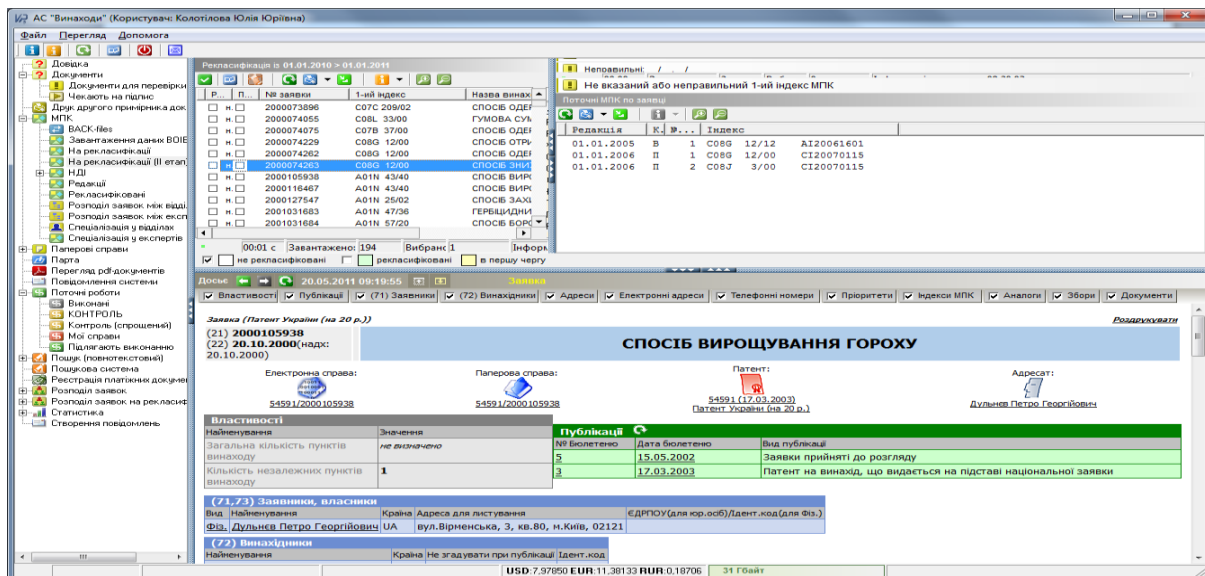 АС "Винаходи" (Користувач: Колотілова Юлія Юріївна)
Файл Перегляд Допомога
Довідка
Документи
Документи для перевірки
Чекають на підпис
Друк другого примірника док
МПК
BACK-files
Завантаження даних ВОІЕ
На рекласифікації
На рекласифікації (II етап)
НДІ
Редакції
Рекласифіковані
Розподіл заявок між відді.
Розподіл заявок між експ
Спеціалізація у відділах
Спеціалізація у експертів
Паперові справи
Парта
Перегляд pdf-документів
Повідомлення системи
Поточні роботи
Виконані
КОНТРОЛЬ
Контроль (спрощений)
Мої справи
Підлягають виконанню
Пошук (повнотекстовий)
Пошукова система
Реєстрація платіжних докумен
Розподіл заявок
Розподіл заявок на рекласиф
Статистика
Створення повідомлень
Рекласифікація із 01.01.2010 > 01.01.2011
Р... П... № заявки 1-ий індекс Назва винах
н. 2000073896 C07C 209/02 СПОСІБ ОДЕР
н. 2000074055 C08L 33/00 ГУМОВА СУМ
н. 2000074075 C07B 37/00 СПОСІБ ОДЕР
н. 2000074229 C08G 12/00 СПОСІБ ОТРИ
н. 2000074262 C08G 12/00 СПОСІБ ОДЕР
н. 2000074263 C08G 12/00 СПОСІБ ЗНИ
н. 2000105938 A01N 43/40 СПОСІБ ВИРО
н. 2000116467 A01N 43/40 СПОСІБ ВИРО
н. 2000127547 A01N 25/02 СПОСІБ ЗАХИ
н. 2001031683 A01N 47/36 ГЕРБІЦИДНИ
н. 2001031684 A01N 57/20 СПОСІБ БОРО
00:01 с Завантажено: 194 Вибрано 1 Інформ
не рекласифіковані рекласифіковані в першу чергу
Неправильні: / . /
Не вказаний або неправильний 1-ий індекс МПК
Поточні МПК по заявці
Редакція К. №... Індекс
01.01.2005 В 1 C08G 12/12 AI20061601
01.01.2006 П 1 C08G 12/00 CI20070115
01.01.2006 П 2 C08J 3/00 CI20070115
Досьє 20.05.2011 09:19:55 Заявка
Властивості Публікації (71) Заявники (72) Винахідники Адреси Електронні адреси Телефонні номери Пріоритети Індекси МПК Аналоги Збори Документи
Заявка (Патент України (на 20 р.)) Роздрукувати
(21) 2000105938
(22) 20.10.2000(надх:
20.10.2000)
СПОСІБ ВИРОЩУВАННЯ ГОРОХУ
Електронна справа: Паперова справа: Патент: Адресат:
54591/2000105938 54591/2000105938 54591 (17.03.2003) Дульнєв Петро Георгійович
Патент України (на 20 р.)
Властивості
Найменування Значення
Загальна кількість пунктів винаходу не визначено
Кількість незалежних пунктів винаходу 1
Публікації
№ Бюлетеню Дата бюлетеню Вид публікації
5 15.05.2002 Заявки прийняті до розгляду
3 17.03.2003 Патент на винахід, що видається на підставі національної заявки
(71,73) Заявники, власники
Вид Найменування Країна Адреса для листування ЄДРПОУ(для юр.осіб)/Ідент.код(для Фіз.)
Фіз. Дульнєв Петро Георгійович UA вул.Вірменська, 3, кв.80, м.Київ, 02121
(72) Винахідники
Найменування Країна Не згадувати при публікації Ідент.код
USD:7,97850 EUR:11,38133 RUR:0,18706 31 Гбайт